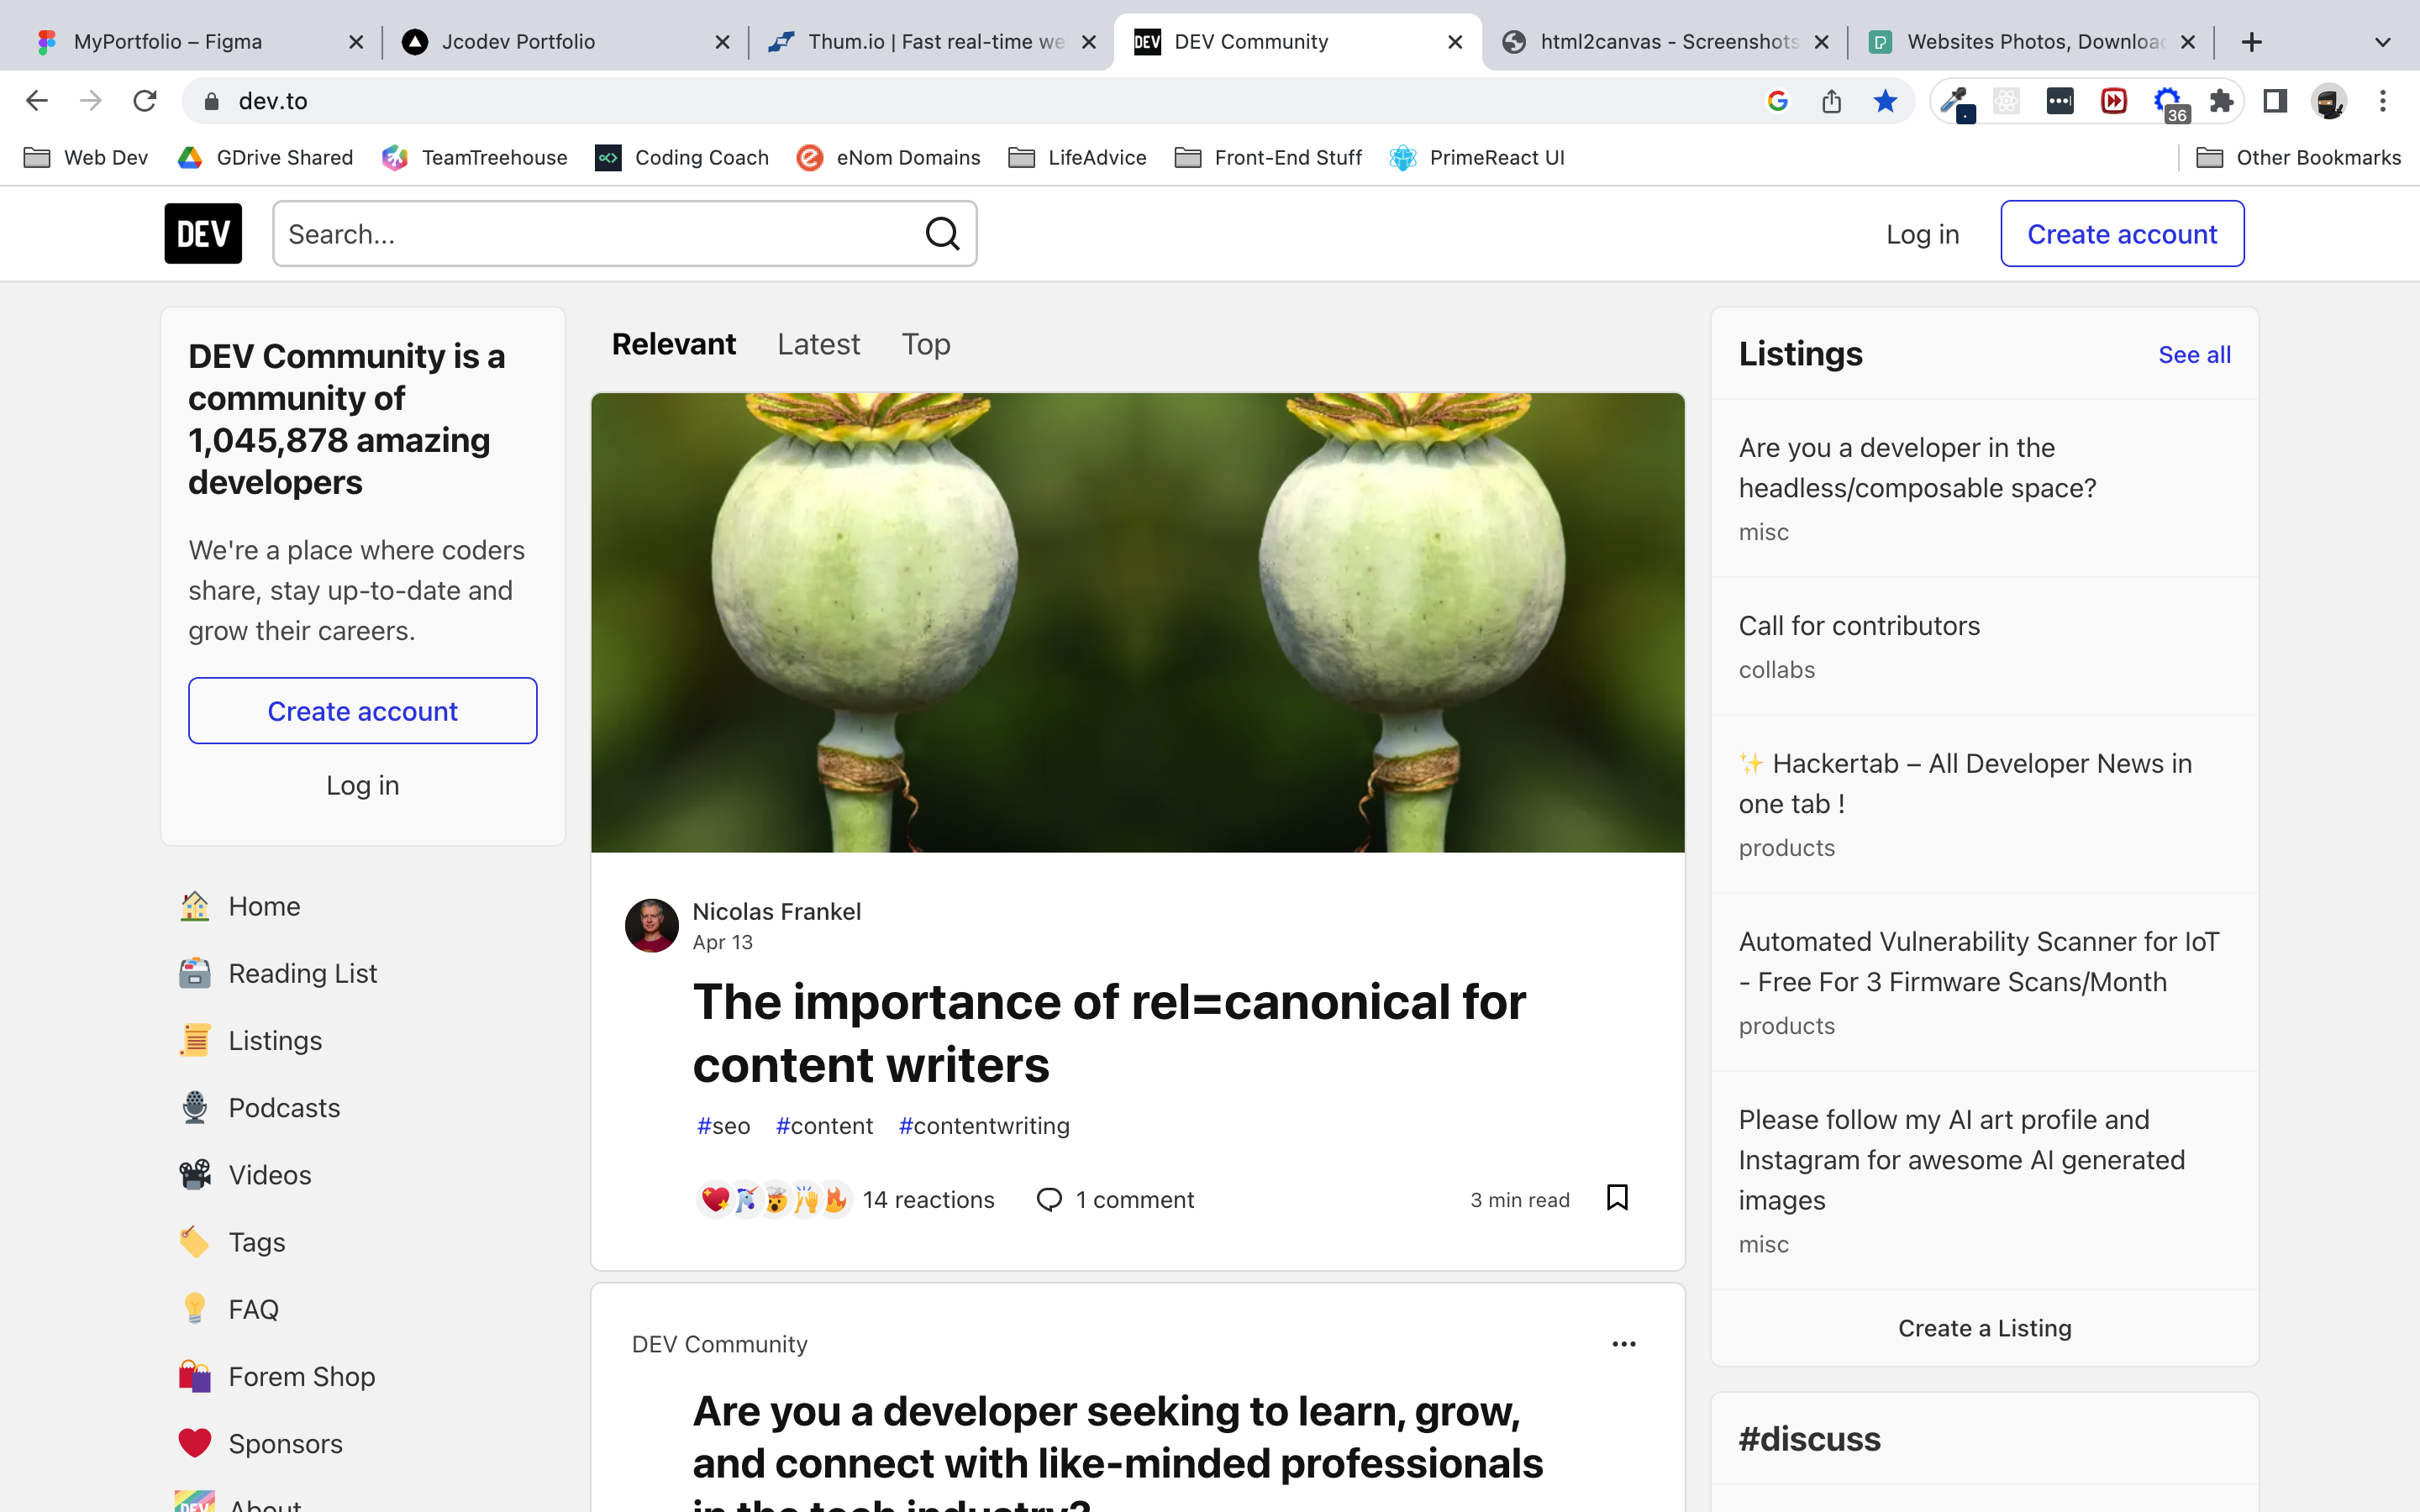 MyPortfolio – Figma
Jcodev Portfolio
Thum.io | Fast real-time we
DEV
DEV Community
html2canvas - Screenshots
Websites Photos, Downloa
dev.to
36
Web Dev
GDrive Shared
TeamTreehouse
Coding Coach
eNom Domains
LifeAdvice
Front-End Stuff
PrimeReact UI
Other Bookmarks
DEV
Search...
Log in
Create account
DEV Community is a
community of
1,045,878 amazing
developers
We're a place where coders
share, stay up-to-date and
grow their careers.
Create account
Log in
Home
Reading List
Listings
Podcasts
Videos
Tags
FAQ
Forem Shop
Sponsors
DEV
About
Relevant
Latest
Top
Nicolas Frankel
Apr 13
The importance of rel=canonical for
content writers
#seo #content #contentwriting
14 reactions
1 comment
3 min read
DEV Community
Are you a developer seeking to learn, grow,
and connect with like-minded professionals
in the tech industry?
Listings
See all
Are you a developer in the
headless/composable space?
misc
Call for contributors
collabs
✨ Hackertab – All Developer News in
one tab !
products
Automated Vulnerability Scanner for IoT
- Free For 3 Firmware Scans/Month
products
Please follow my AI art profile and
Instagram for awesome AI generated
images
misc
Create a Listing
#discuss